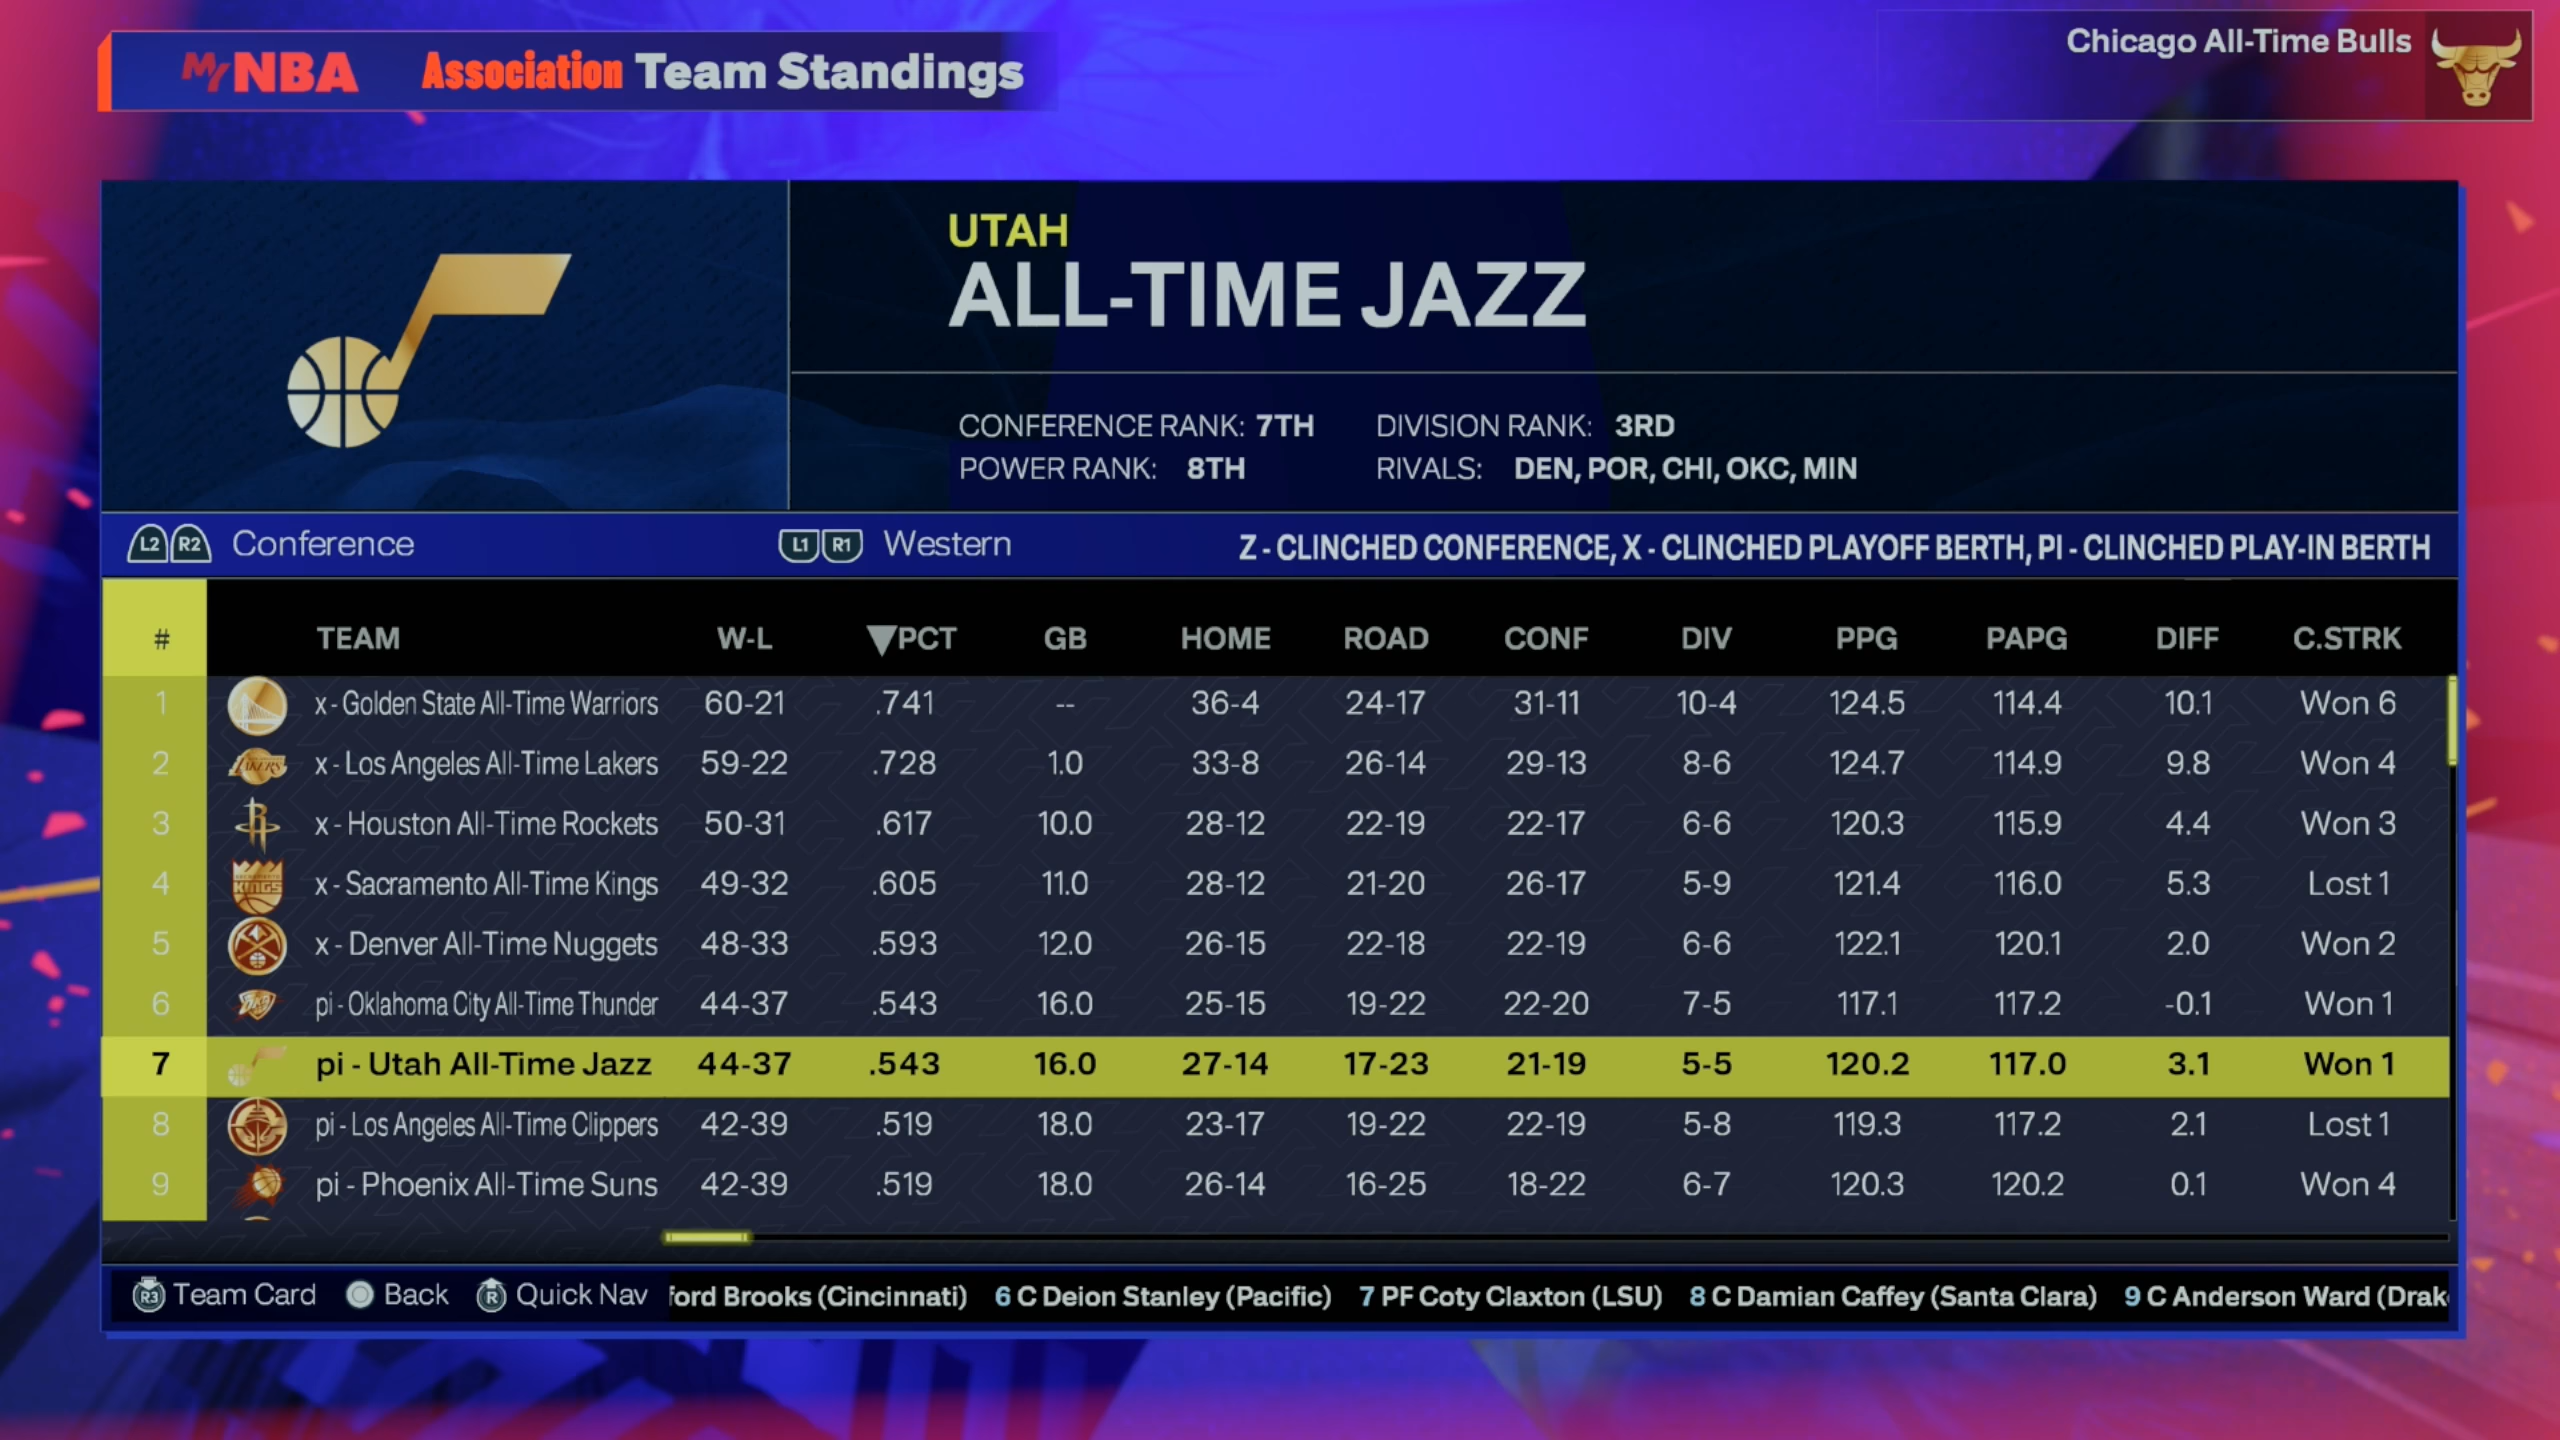 MyNBA Association Team Standings
Chicago All-Time Bulls
UTAH
ALL-TIME JAZZ
CONFERENCE RANK: 7TH DIVISION RANK: 3RD
POWER RANK: 8TH RIVALS: DEN, POR, CHI, OKC, MIN
L2 R2 Conference L1 R1 Western Z - CLINCHED CONFERENCE, X - CLINCHED PLAYOFF BERTH, PI - CLINCHED PLAY-IN BERTH
# TEAM W-L ▼PCT GB HOME ROAD CONF DIV PPG PAPG DIFF C.STRK
1 x - Golden State All-Time Warriors 60-21 .741 -- 36-4 24-17 31-11 10-4 124.5 114.4 10.1 Won 6
2 LAKERS x - Los Angeles All-Time Lakers 59-22 .728 1.0 33-8 26-14 29-13 8-6 124.7 114.9 9.8 Won 4
3 R x - Houston All-Time Rockets 50-31 .617 10.0 28-12 22-19 22-17 6-6 120.3 115.9 4.4 Won 3
4 KINGS x - Sacramento All-Time Kings 49-32 .605 11.0 28-12 21-20 26-17 5-9 121.4 116.0 5.3 Lost 1
5 x - Denver All-Time Nuggets 48-33 .593 12.0 26-15 22-18 22-19 6-6 122.1 120.1 2.0 Won 2
6 OKC pi - Oklahoma City All-Time Thunder 44-37 .543 16.0 25-15 19-22 22-20 7-5 117.1 117.2 -0.1 Won 1
7 pi - Utah All-Time Jazz 44-37 .543 16.0 27-14 17-23 21-19 5-5 120.2 117.0 3.1 Won 1
8 pi - Los Angeles All-Time Clippers 42-39 .519 18.0 23-17 19-22 22-19 5-8 119.3 117.2 2.1 Lost 1
9 pi - Phoenix All-Time Suns 42-39 .519 18.0 26-14 16-25 18-22 6-7 120.3 120.2 0.1 Won 4
R3 Team Card Back R Quick Nav ford Brooks (Cincinnati) 6 C Deion Stanley (Pacific) 7 PF Coty Claxton (LSU) 8 C Damian Caffey (Santa Clara) 9 C Anderson Ward (Drak